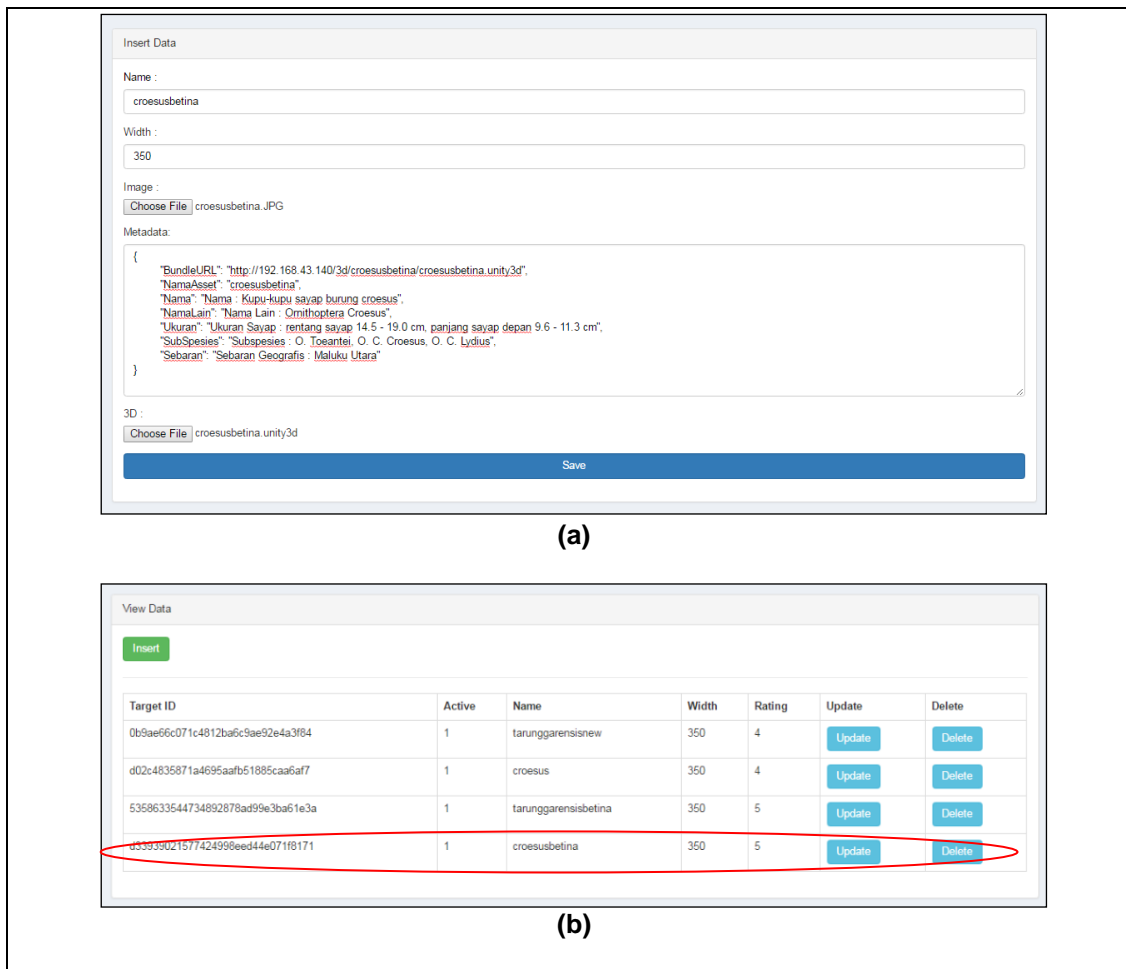 Insert Data
Name :
croesusbetina
Width :
350
Image :
Choose File croesusbetina.JPG
Metadata:
{
"BundleURL": "http://192.168.43.140/3d/croesusbetina/croesusbetina.unity3d",
"NamaAsset": "croesusbetina",
"Nama": "Nama : Kupu-kupu sayap burung croesus",
"NamaLain": "Nama Lain : Ornithoptera Croesus",
"Ukuran": "Ukuran Sayap : rentang sayap 14.5 - 19.0 cm, panjang sayap depan 9.6 - 11.3 cm",
"SubSpesies": "Subspesies : O. Toeantei, O. C. Croesus, O. C. Lydius",
"Sebaran": "Sebaran Geografis : Maluku Utara"
}
3D :
Choose File croesusbetina.unity3d
Save
(a)
View Data
Insert
Target ID Active Name Width Rating Update Delete
0b9ae66c071c4812ba6c9ae92e4a3f84 1 tarunggarensisnew 350 4 Update Delete
d02c4835871a4695aafb51885caa6af7 1 croesus 350 4 Update Delete
5358633544734892878ad99e3ba61e3a 1 tarunggarensisbetina 350 5 Update Delete
d33939021577424998eed44e071f8171 1 croesusbetina 350 5 Update Delete
(b)